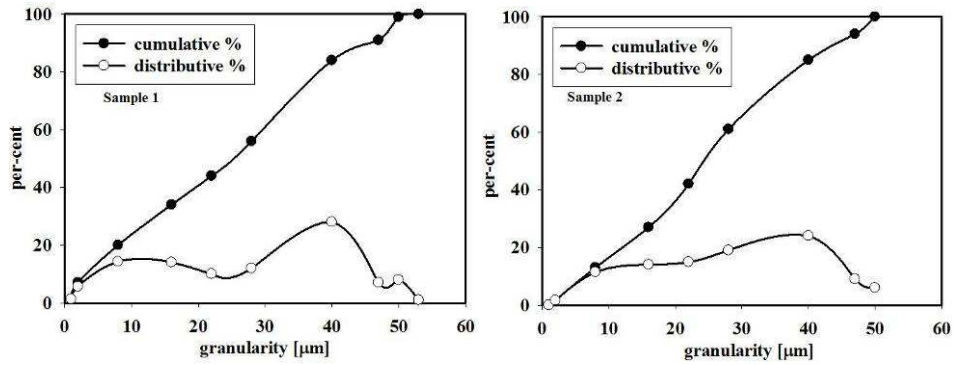 100
80
60
40
20
0
per-cent
cumulative %
distributive %
Sample 1
0 10 20 30 40 50 60
granularity [µm]
100
80
60
40
20
0
per-cent
cumulative %
distributive %
Sample 2
0 10 20 30 40 50 60
granularity [µm]